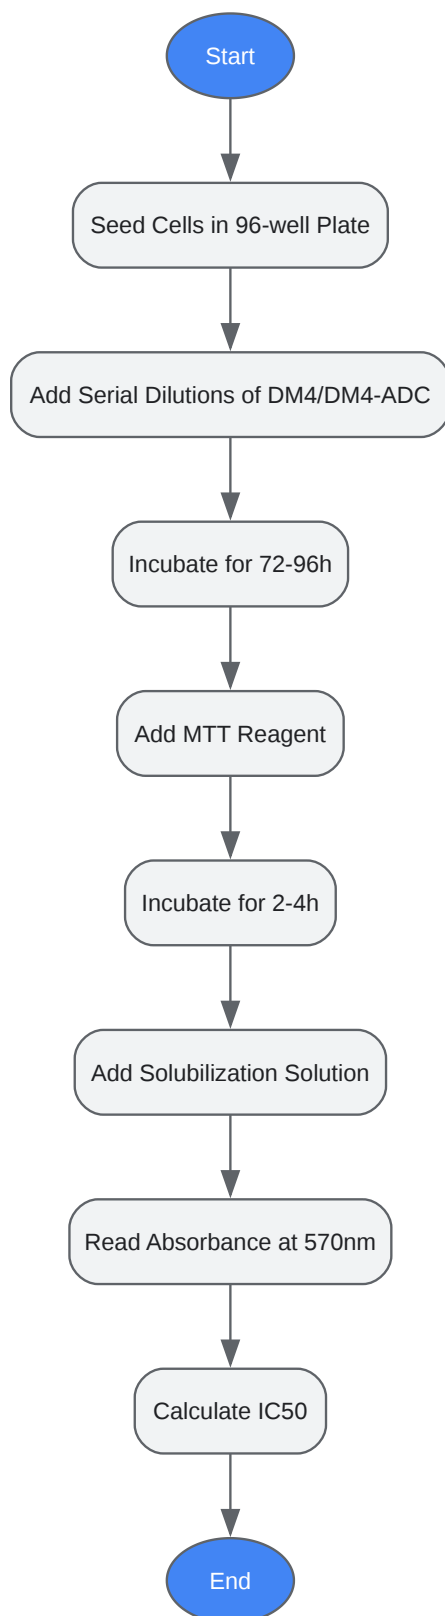 Start
Seed Cells in 96-well Plate
Add Serial Dilutions of DM4/DM4-ADC
Incubate for 72-96h
Add MTT Reagent
Incubate for 2-4h
Add Solubilization Solution
Read Absorbance at 570nm
Calculate IC50
End